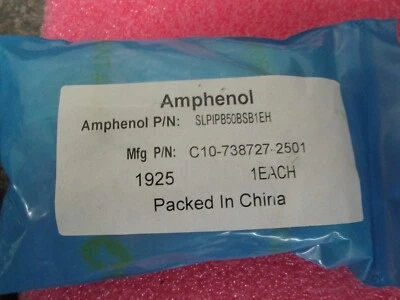 Amphenol
Amphenol P/N: SLPIPB50BSB1EH
Mfg P/N: C10-738727-2501
1925 1EACH
Packed In China